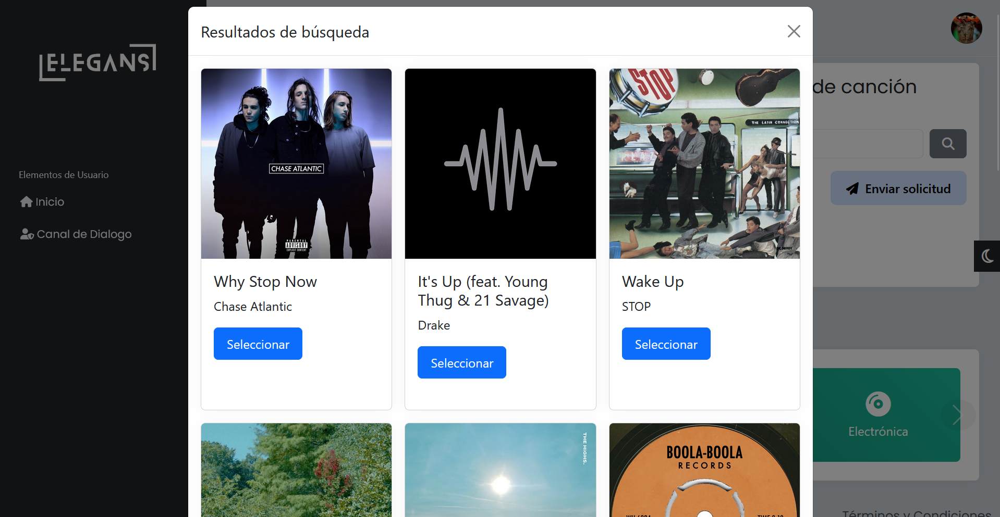 ELEGANS
Elementos de Usuario
Inicio
Canal de Dialogo
Resultados de búsqueda
CHASE ATLANTIC
PARENTAL
ADVISORY
EXPLICIT CONTENT
STOP
THE LATIN CONNECTION
Why Stop Now
Chase Atlantic
Seleccionar
It's Up (feat. Young
Thug & 21 Savage)
Drake
Seleccionar
Wake Up
STOP
Seleccionar
THE HIGHS.
BOOLA-BOOLA
RECORDS
de canción
Enviar solicitud
Electrónica
Términos y Condiciones